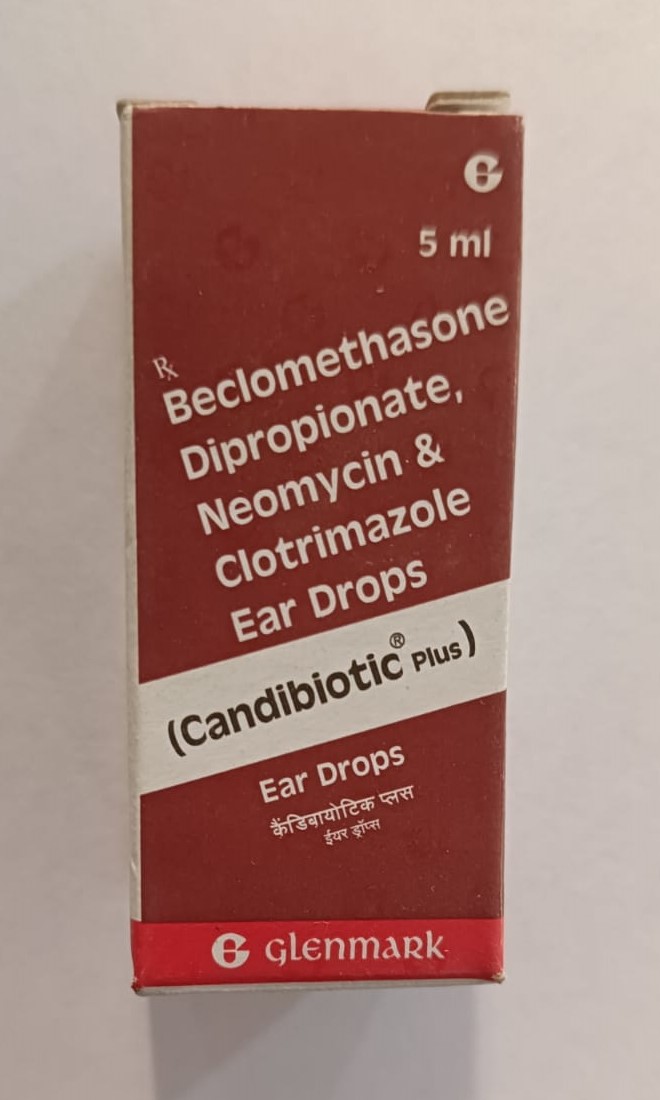 5 ml
℞
Beclomethasone
Dipropionate,
Neomycin &
Clotrimazole
Ear Drops
(Candibiotic® Plus)
Ear Drops
कैंडिबायोटिक प्लस
ईयर ड्रॉप्स
GLENMARK